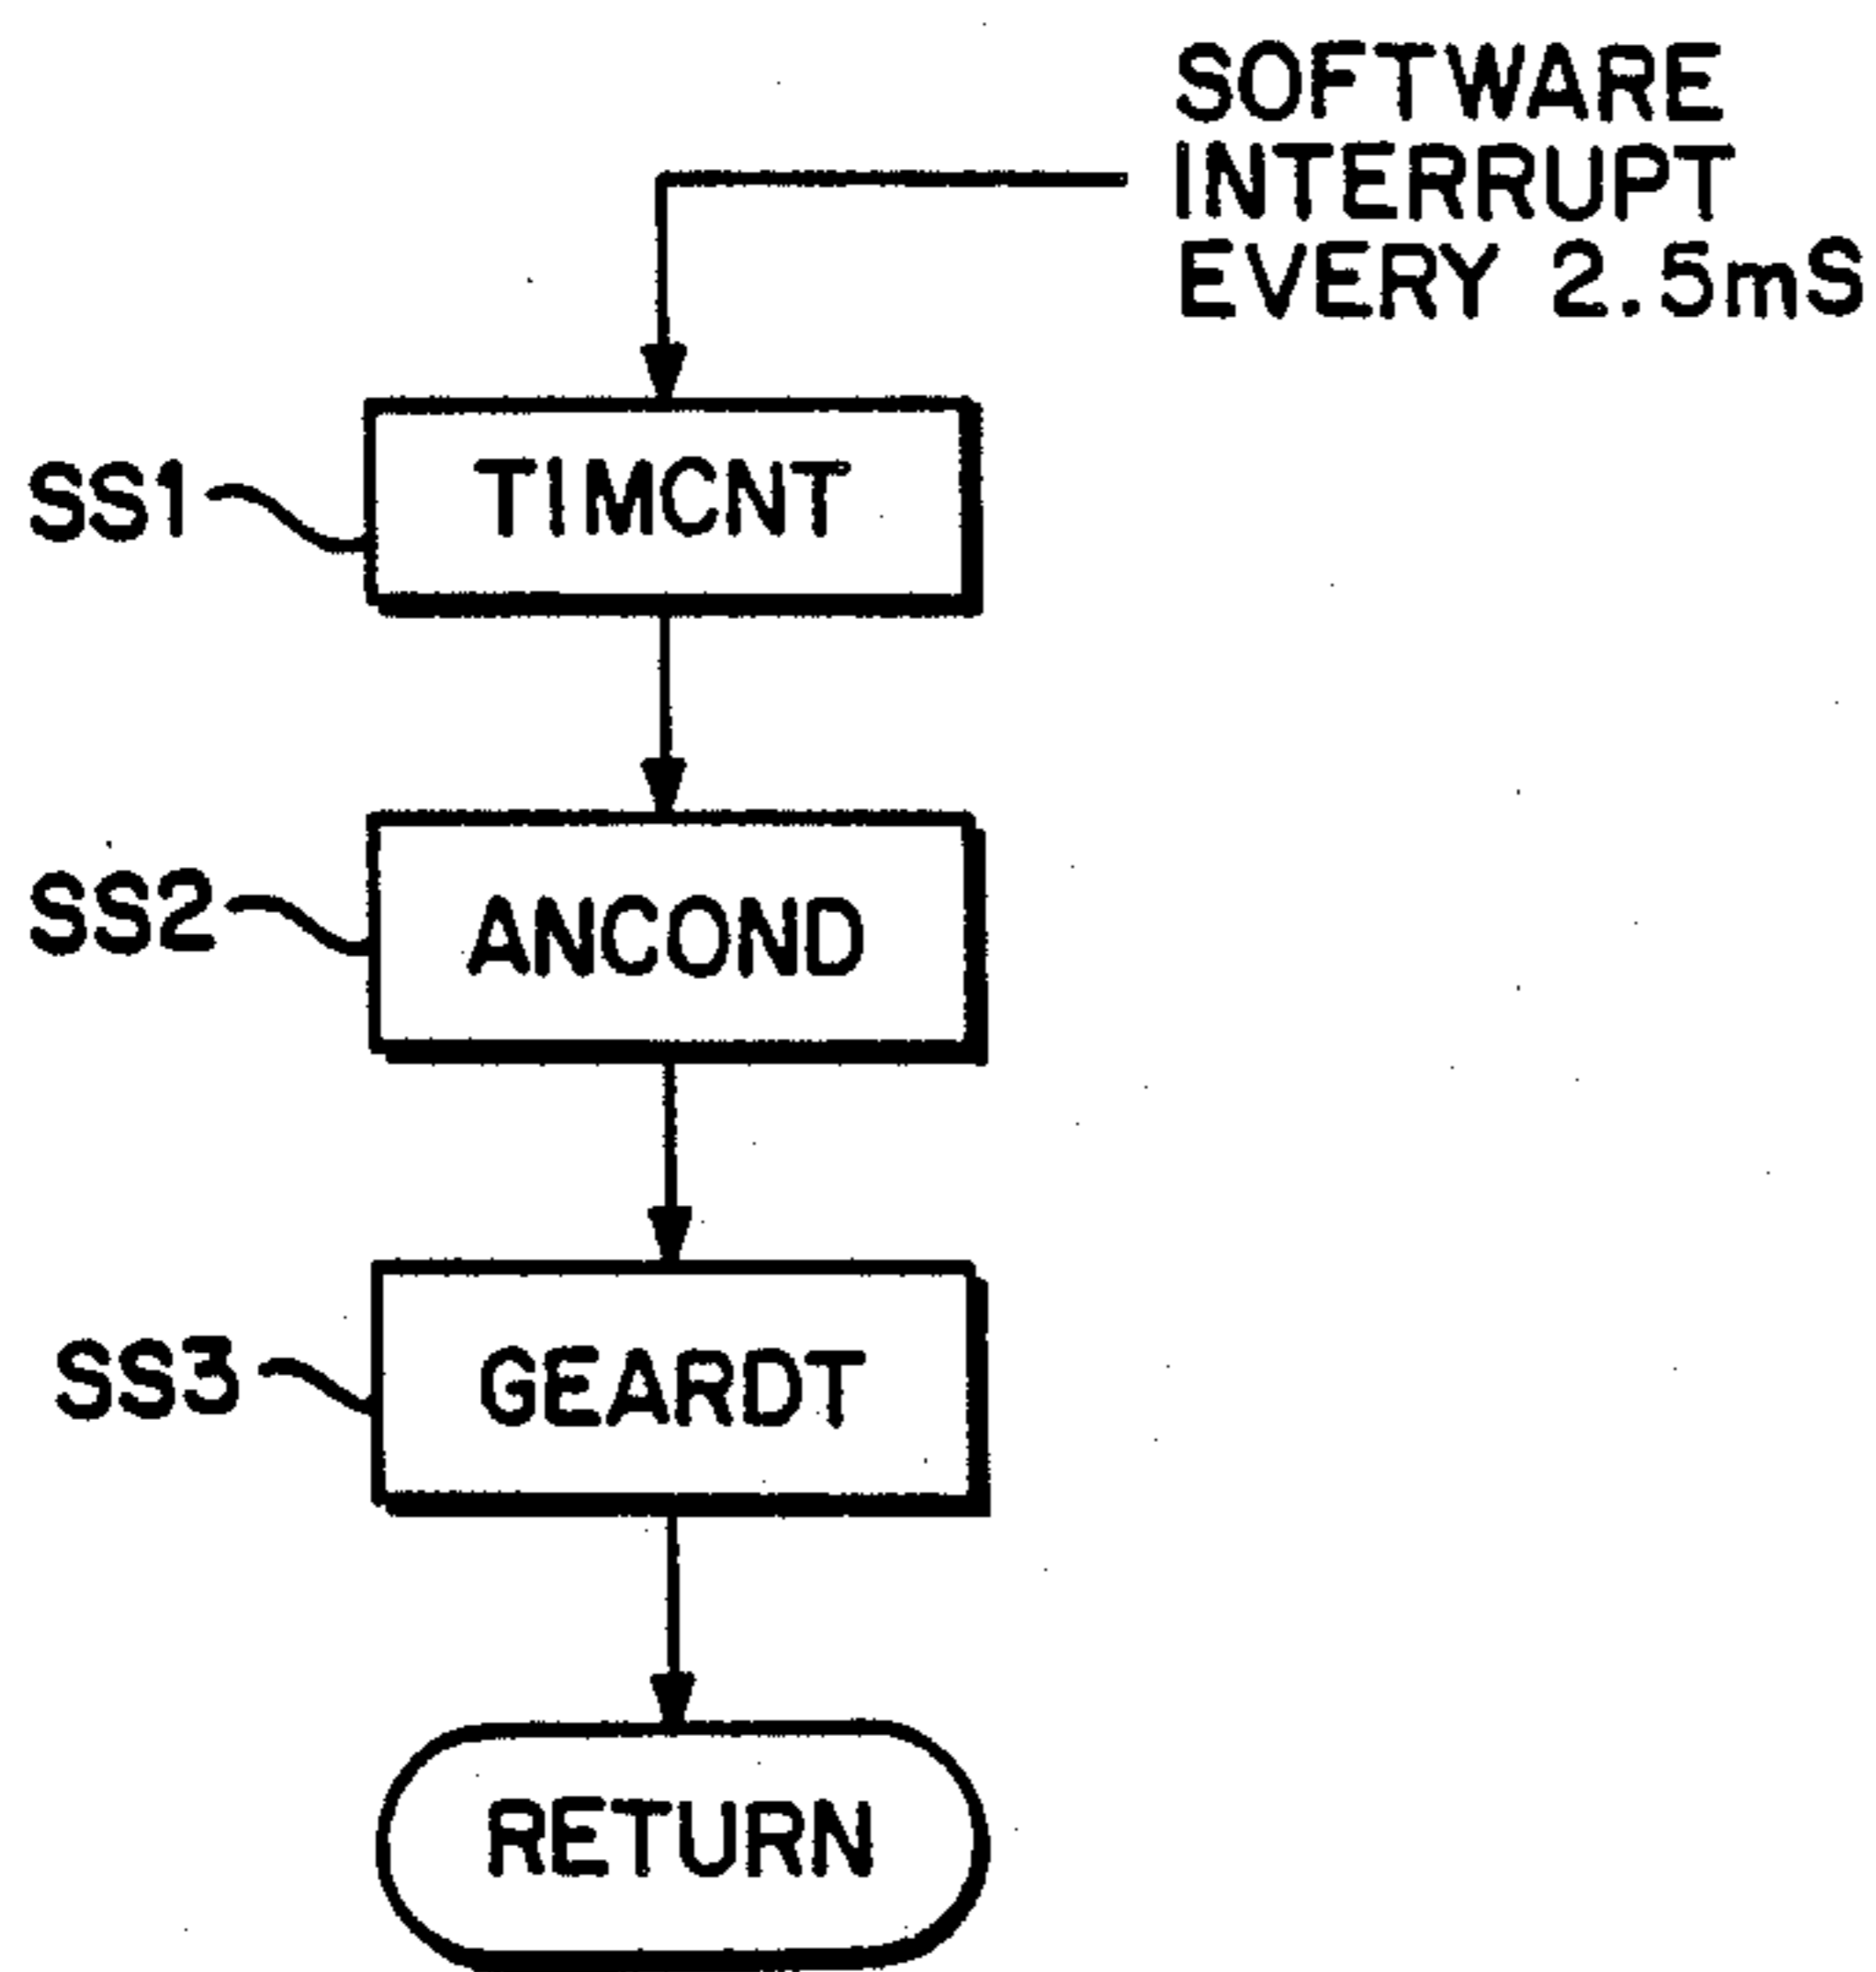 SOFTWARE
INTERRUPT
EVERY 2.5mS
SS1
TIMCNT
SS2
ANCOND
SS3
GEARDT
RETURN